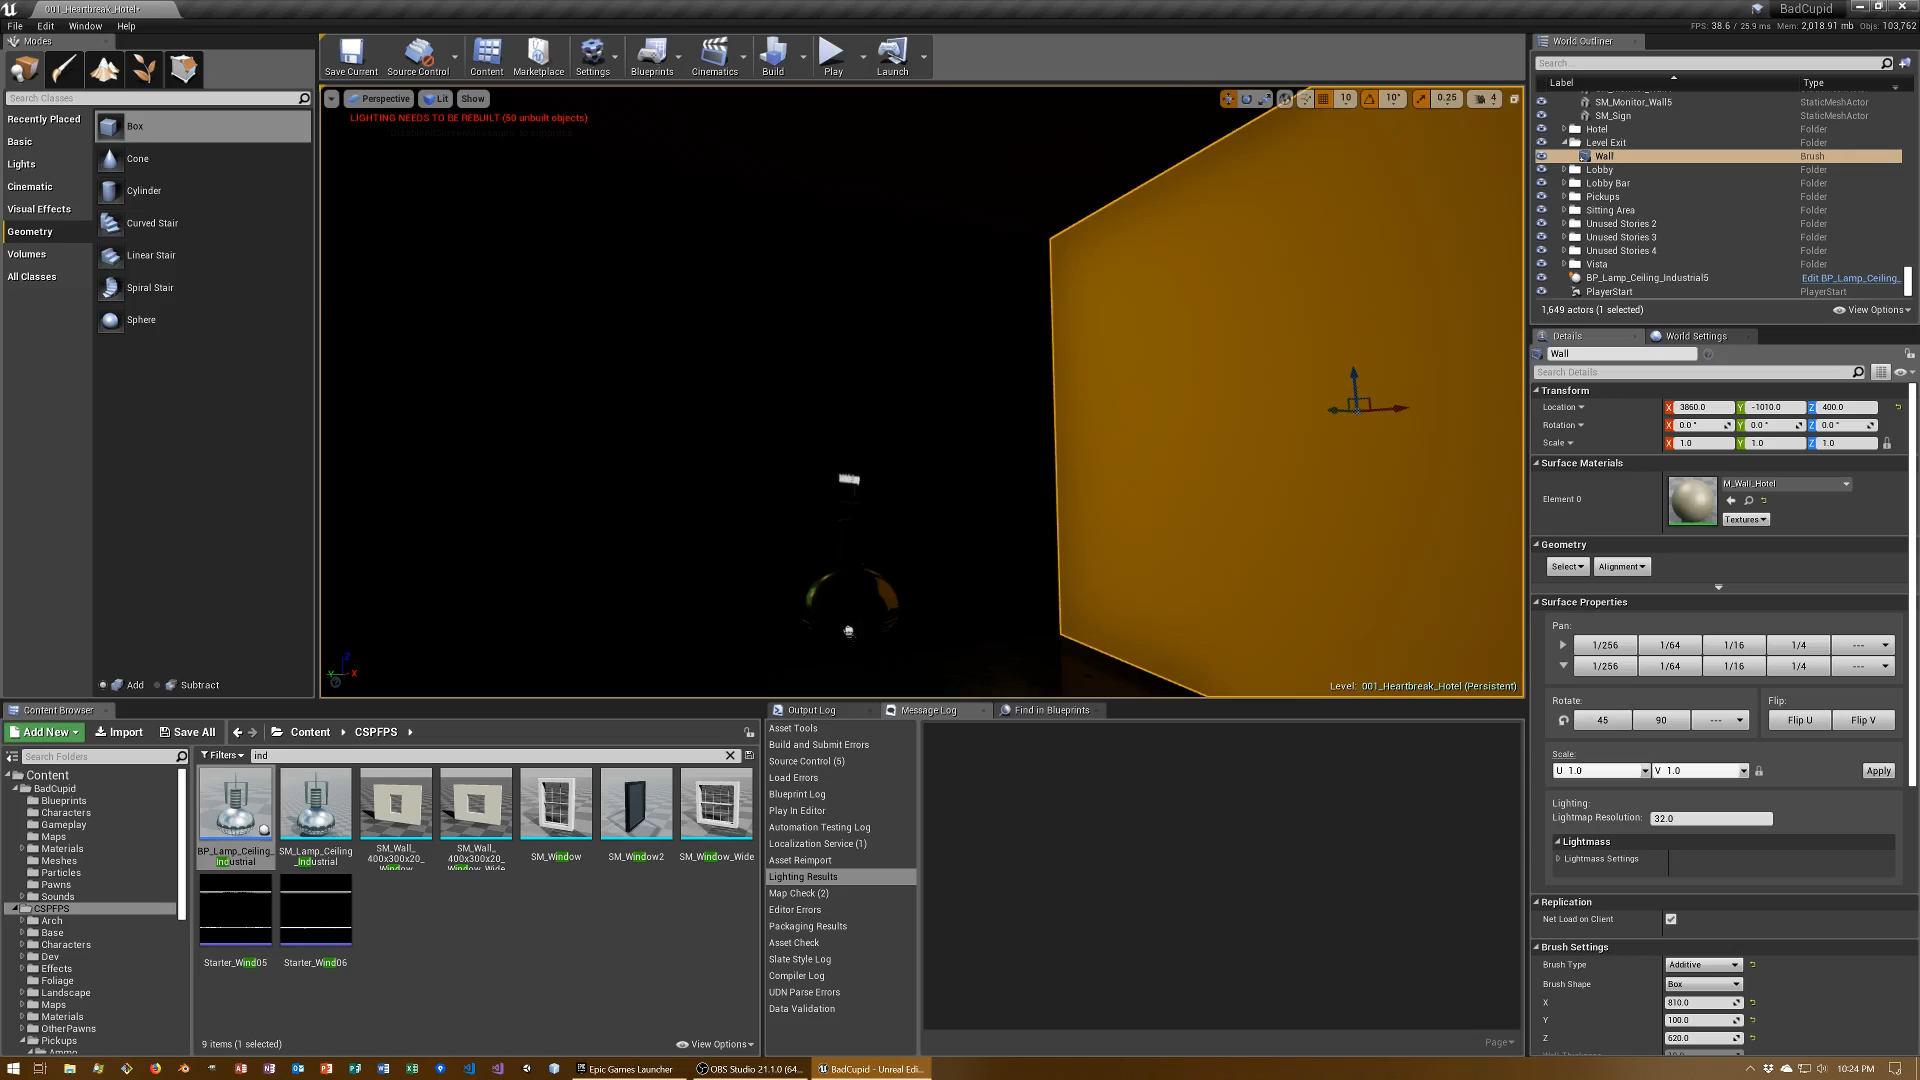 001_Heartbreak_Hotel*
BadCupid
File Edit Window Help
FPS: 38.6 / 25.9 ms Mem: 2,018.91 mb Objs: 103,762
Modes
Search Classes
Recently Placed
Basic
Lights
Cinematic
Visual Effects
Geometry
Volumes
All Classes
Box
Cone
Cylinder
Curved Stair
Linear Stair
Spiral Stair
Sphere
Add Subtract
Save Current Source Control Content Marketplace Settings Blueprints Cinematics Build Play Launch
Perspective Lit Show
10 10° 0.25 4
LIGHTING NEEDS TO BE REBUILT (50 unbuilt objects)
Level: 001_Heartbreak_Hotel (Persistent)
World Outliner
Search...
Label Type
SM_Monitor_Wall5 StaticMeshActor
SM_Sign StaticMeshActor
Hotel Folder
Level Exit Folder
Wall Brush
Lobby Folder
Lobby Bar Folder
Pickups Folder
Sitting Area Folder
Unused Stories 2 Folder
Unused Stories 3 Folder
Unused Stories 4 Folder
Vista Folder
BP_Lamp_Ceiling_Industrial5 Edit BP_Lamp_Ceiling_
PlayerStart PlayerStart
1,649 actors (1 selected) View Options
Details World Settings
Wall
Search Details
Transform
Location X 3860.0 Y -1010.0 Z 400.0
Rotation X 0.0 ° Y 0.0 ° Z 0.0 °
Scale X 1.0 Y 1.0 Z 1.0
Surface Materials
Element 0 M_Wall_Hotel
Textures
Geometry
Select Alignment
Surface Properties
Pan:
1/256 1/64 1/16 1/4 ---
1/256 1/64 1/16 1/4 ---
Rotate: Flip:
45 90 --- Flip U Flip V
Scale:
U 1.0 V 1.0 Apply
Lighting:
Lightmap Resolution: 32.0
Lightmass
Lightmass Settings
Replication
Net Load on Client
Brush Settings
Brush Type Additive
Brush Shape Box
X 810.0
Y 100.0
Z 620.0
Content Browser
Add New Import Save All Content CSPFPS
Search Folders
Filters ind
Content
BadCupid
Blueprints
Characters
Gameplay
Maps
Materials
Meshes
Particles
Pawns
Sounds
CSPFPS
Arch
Base
Characters
Dev
Effects
Foliage
Landscape
Maps
Materials
OtherPawns
Pickups
Ammo
BP_Lamp_Ceiling_Industrial
SM_Lamp_Ceiling_Industrial
SM_Wall_400x300x20_Window
SM_Wall_400x300x20_Window_Wide
SM_Window
SM_Window2
SM_Window_Wide
Starter_Wind05
Starter_Wind06
9 items (1 selected) View Options
Output Log Message Log Find in Blueprints
Asset Tools
Build and Submit Errors
Source Control (5)
Load Errors
Blueprint Log
Play In Editor
Automation Testing Log
Localization Service (1)
Asset Reimport
Lighting Results
Map Check (2)
Editor Errors
Packaging Results
Asset Check
Slate Style Log
Compiler Log
UDN Parse Errors
Data Validation
Page
Epic Games Launcher OBS Studio 21.1.0 (64... BadCupid - Unreal Edi... 10:24 PM